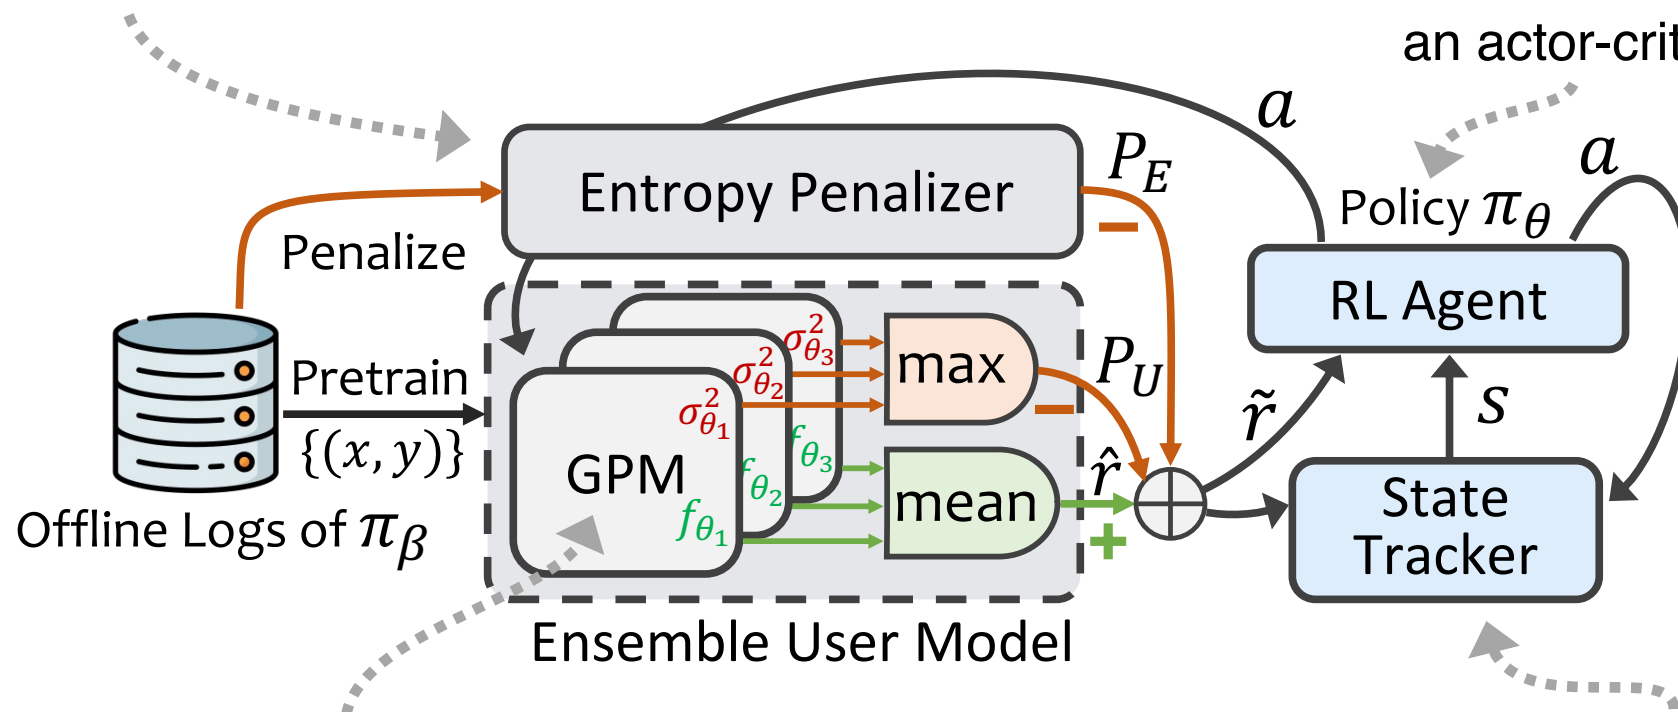 an actor-crit
a
a
P_E
−
Entropy Penalizer
Policy π_θ
Penalize
RL Agent
σ²_θ₃
σ²_θ₂
σ²_θ₁
max
P_U
−
Pretrain
{(x, y)}
r̃
s
GPM
f_θ₃
f_θ₂
f_θ₁
mean
r̂
+
State
Tracker
Offline Logs of π_β
Ensemble User Model